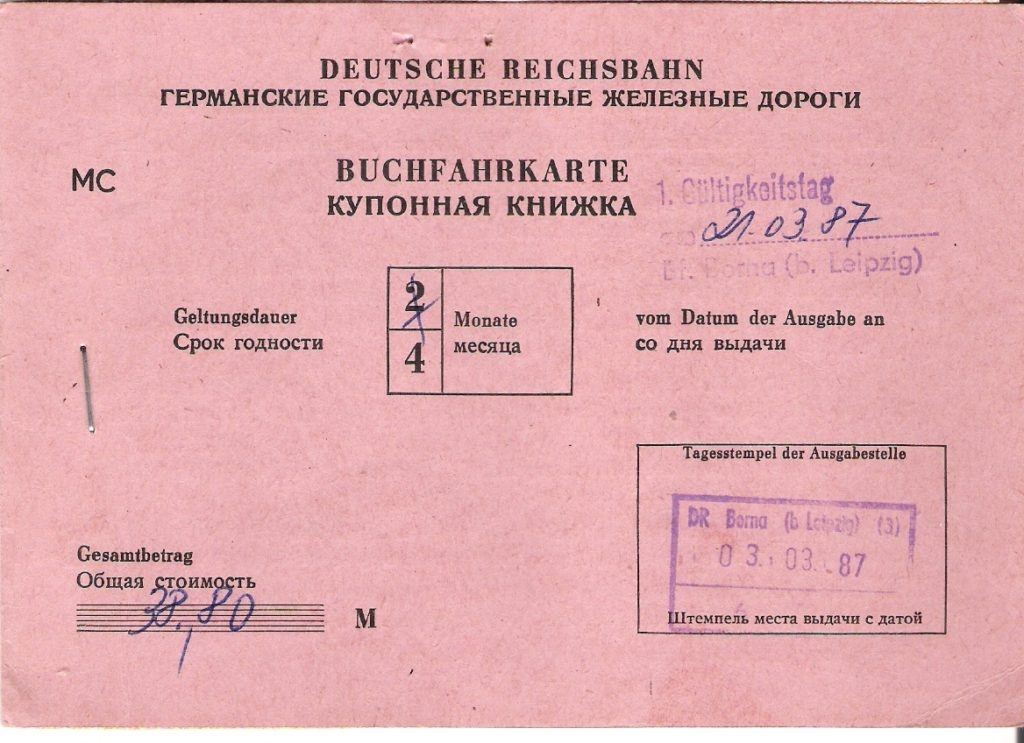 DEUTSCHE REICHSBAHN
ГЕРМАНСКИЕ ГОСУДАРСТВЕННЫЕ ЖЕЛЕЗНЫЕ ДОРОГИ
MC
BUCHFAHRKARTE
КУПОННАЯ КНИЖКА
1. Gültigkeitstag
21.03.87
Bf. Borna (b. Leipzig)
Geltungsdauer
Срок годности
2
4
Monate
месяца
vom Datum der Ausgabe an
со дня выдачи
Tagesstempel der Ausgabestelle
DR Borna (b Leipzig) (3)
03.03.87
Штемпель места выдачи с датой
Gesamtbetrag
Общая стоимость
38,80 M